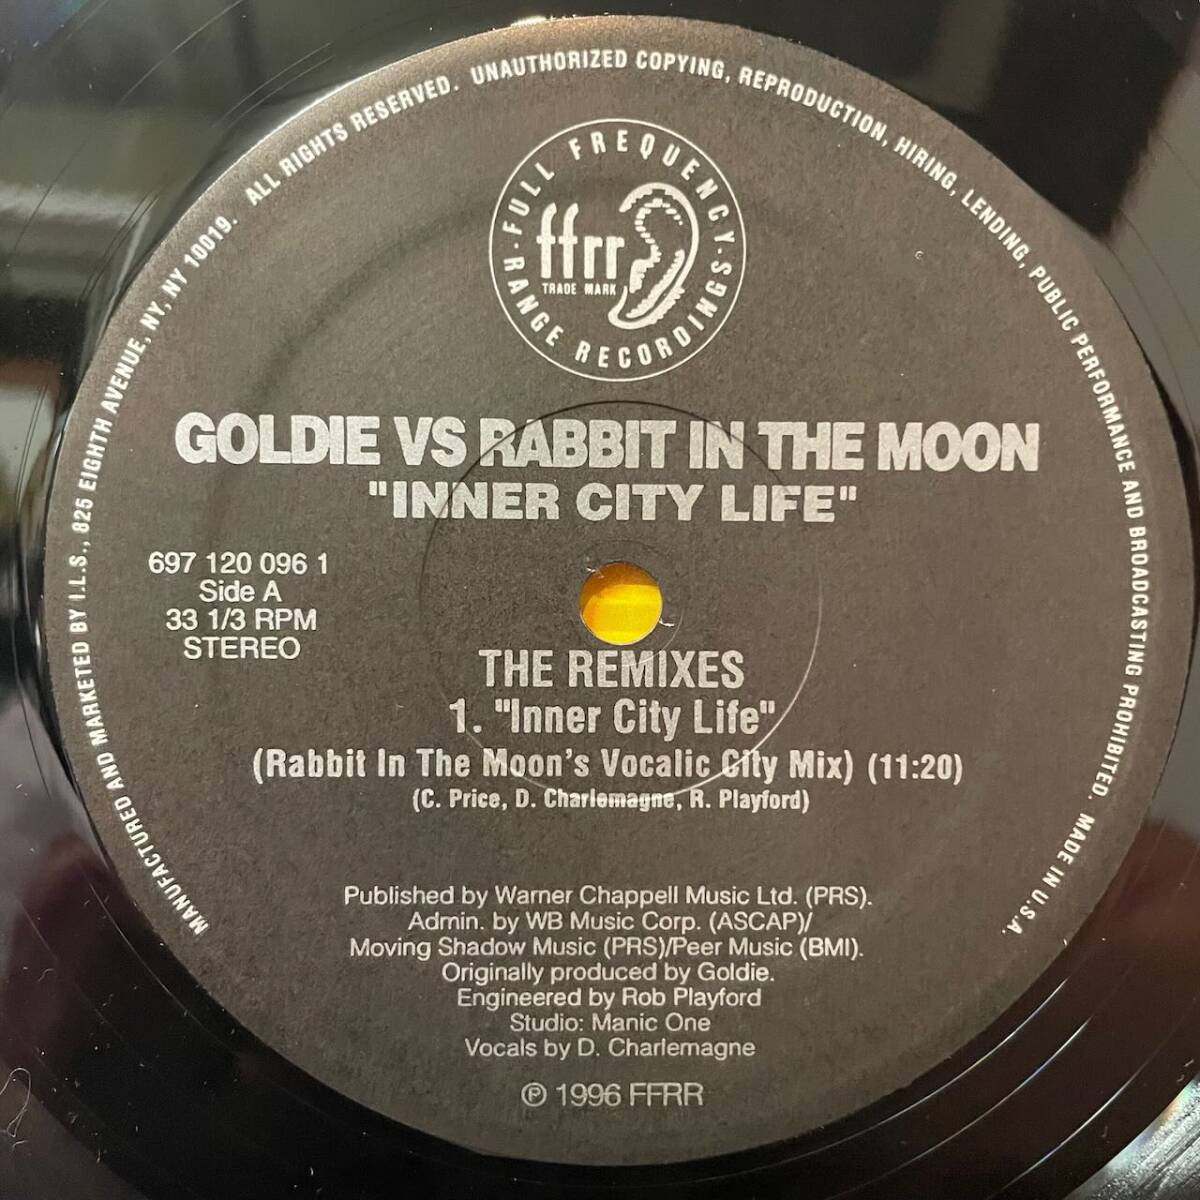 MANUFACTURED AND MARKETED BY I.L.S., 825 EIGHTH AVENUE, NY, NY 10019. ALL RIGHTS RESERVED. UNAUTHORIZED COPYING, REPRODUCTION, HIRING, LENDING, PUBLIC PERFORMANCE AND BROADCASTING PROHIBITED. MADE IN U.S.A.
FULL FREQUENCY
RANGE RECORDINGS
ffrr
TRADE MARK
GOLDIE VS RABBIT IN THE MOON
"INNER CITY LIFE"
697 120 096 1
Side A
33 1/3 RPM
STEREO
THE REMIXES
1. "Inner City Life"
(Rabbit In The Moon's Vocalic City Mix) (11:20)
(C. Price, D. Charlemagne, R. Playford)
Published by Warner Chappell Music Ltd. (PRS).
Admin. by WB Music Corp. (ASCAP)/
Moving Shadow Music (PRS)/Peer Music (BMI).
Originally produced by Goldie.
Engineered by Rob Playford
Studio: Manic One
Vocals by D. Charlemagne
℗ 1996 FFRR